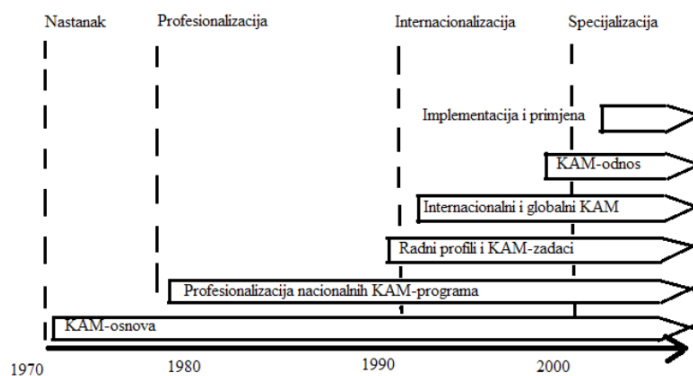 Nastanak Profesionalizacija Internacionalizacija Specijalizacija
Implementacija i primjena
KAM-odnos
Internacionalni i globalni KAM
Radni profili i KAM-zadaci
Profesionalizacija nacionalnih KAM-programa
KAM-osnova
1970 1980 1990 2000